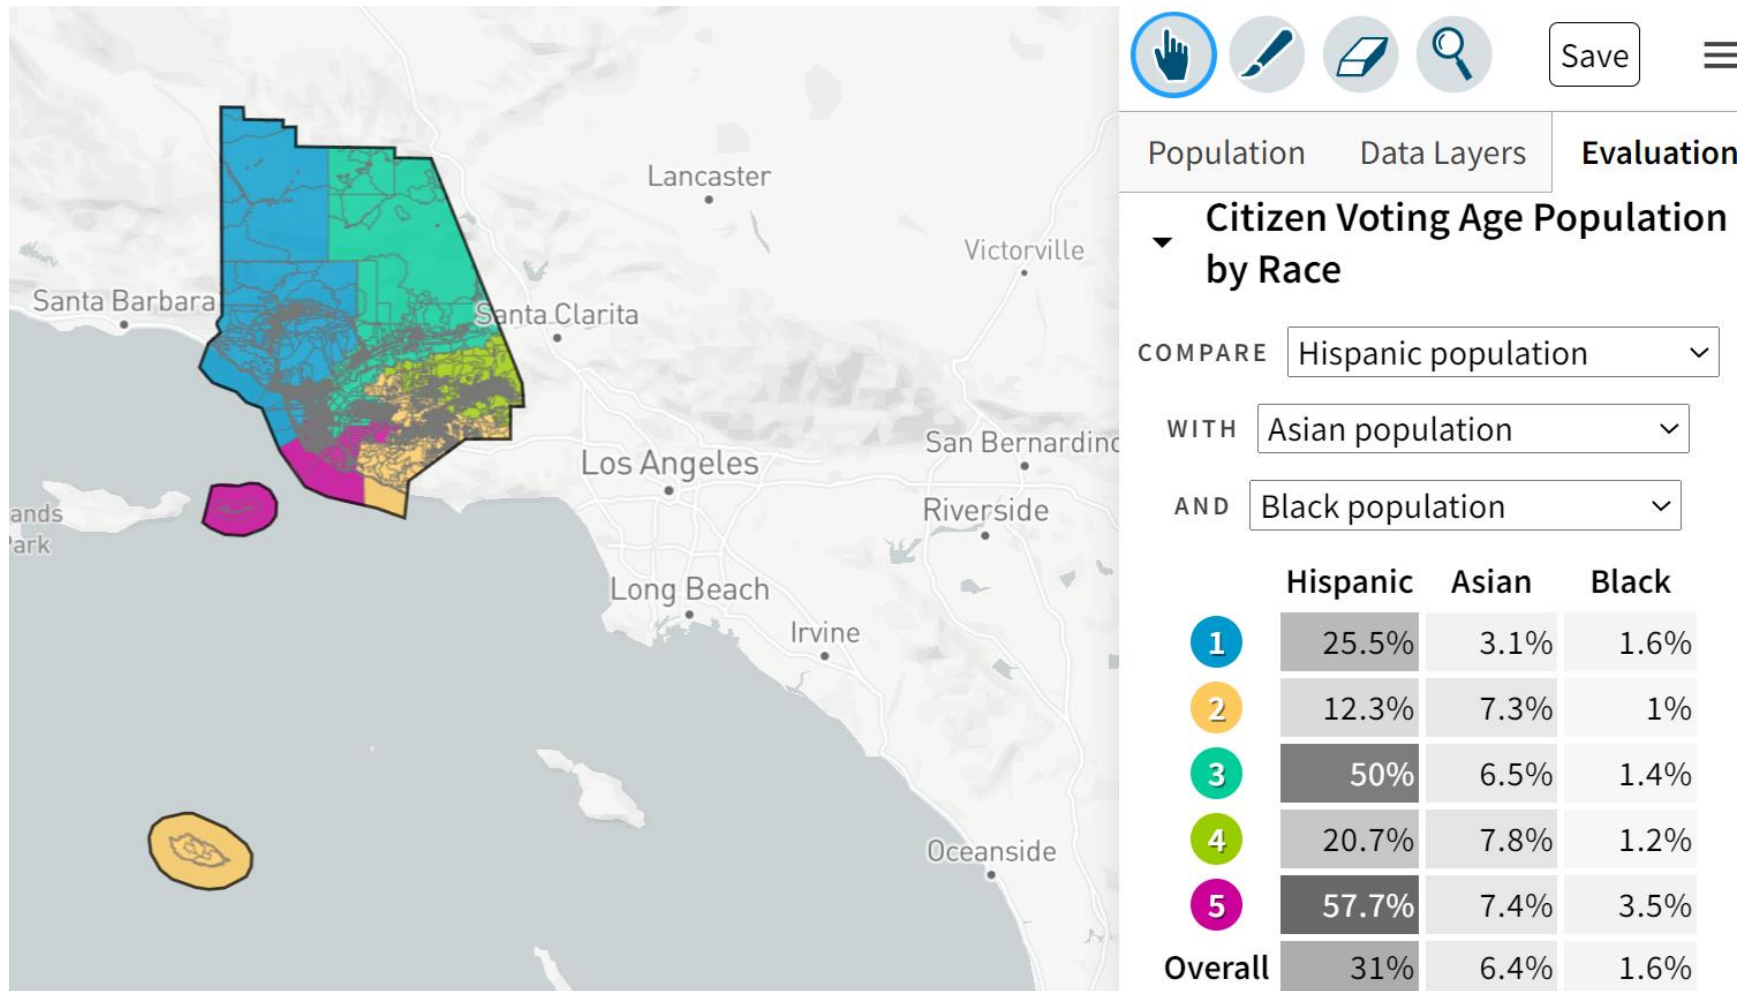 Save
Population Data Layers Evaluation
Citizen Voting Age Population
by Race
COMPARE Hispanic population
WITH Asian population
AND Black population
Hispanic Asian Black
1 25.5% 3.1% 1.6%
2 12.3% 7.3% 1%
3 50% 6.5% 1.4%
4 20.7% 7.8% 1.2%
5 57.7% 7.4% 3.5%
Overall 31% 6.4% 1.6%
Lancaster
Victorville
Santa Barbara
Santa Clarita
San Bernardino
Los Angeles
ands
Park
Riverside
Long Beach
Irvine
Oceanside